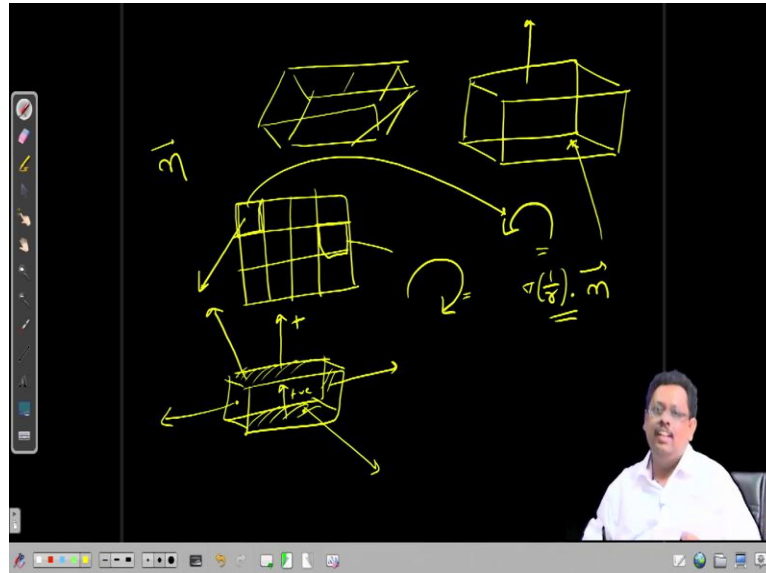 →η
=
∇(1/r) · →η
=
+
+ve